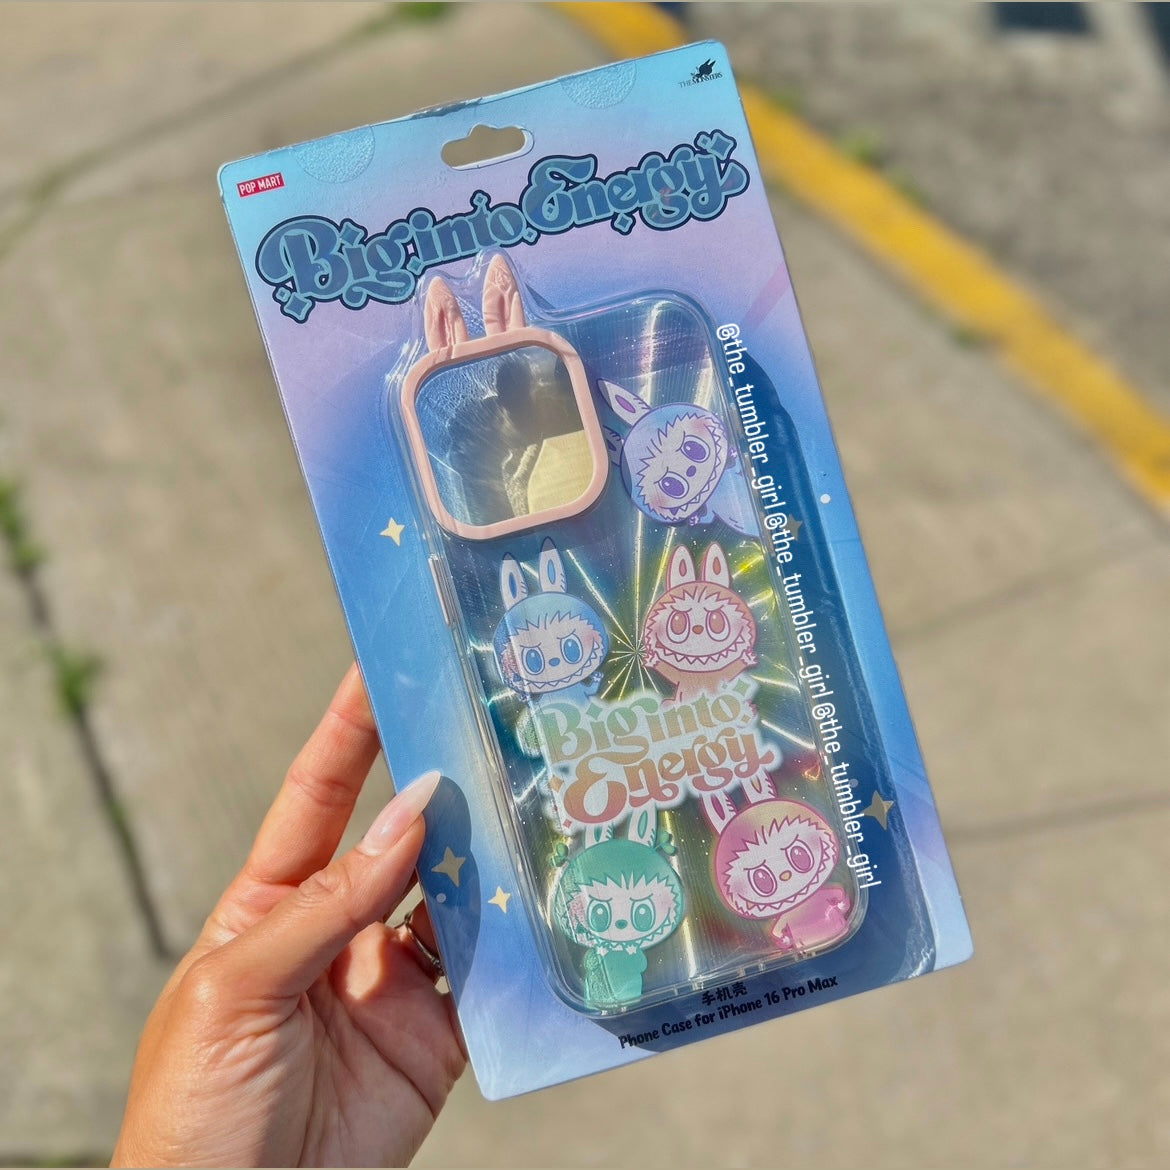 THE MONSTERS
POP MART
Big into Energy
@the_tumbler_girl @the_tumbler_girl @the_tumbler_girl
Big into
Energy
手机壳
Phone Case for iPhone 16 Pro Max